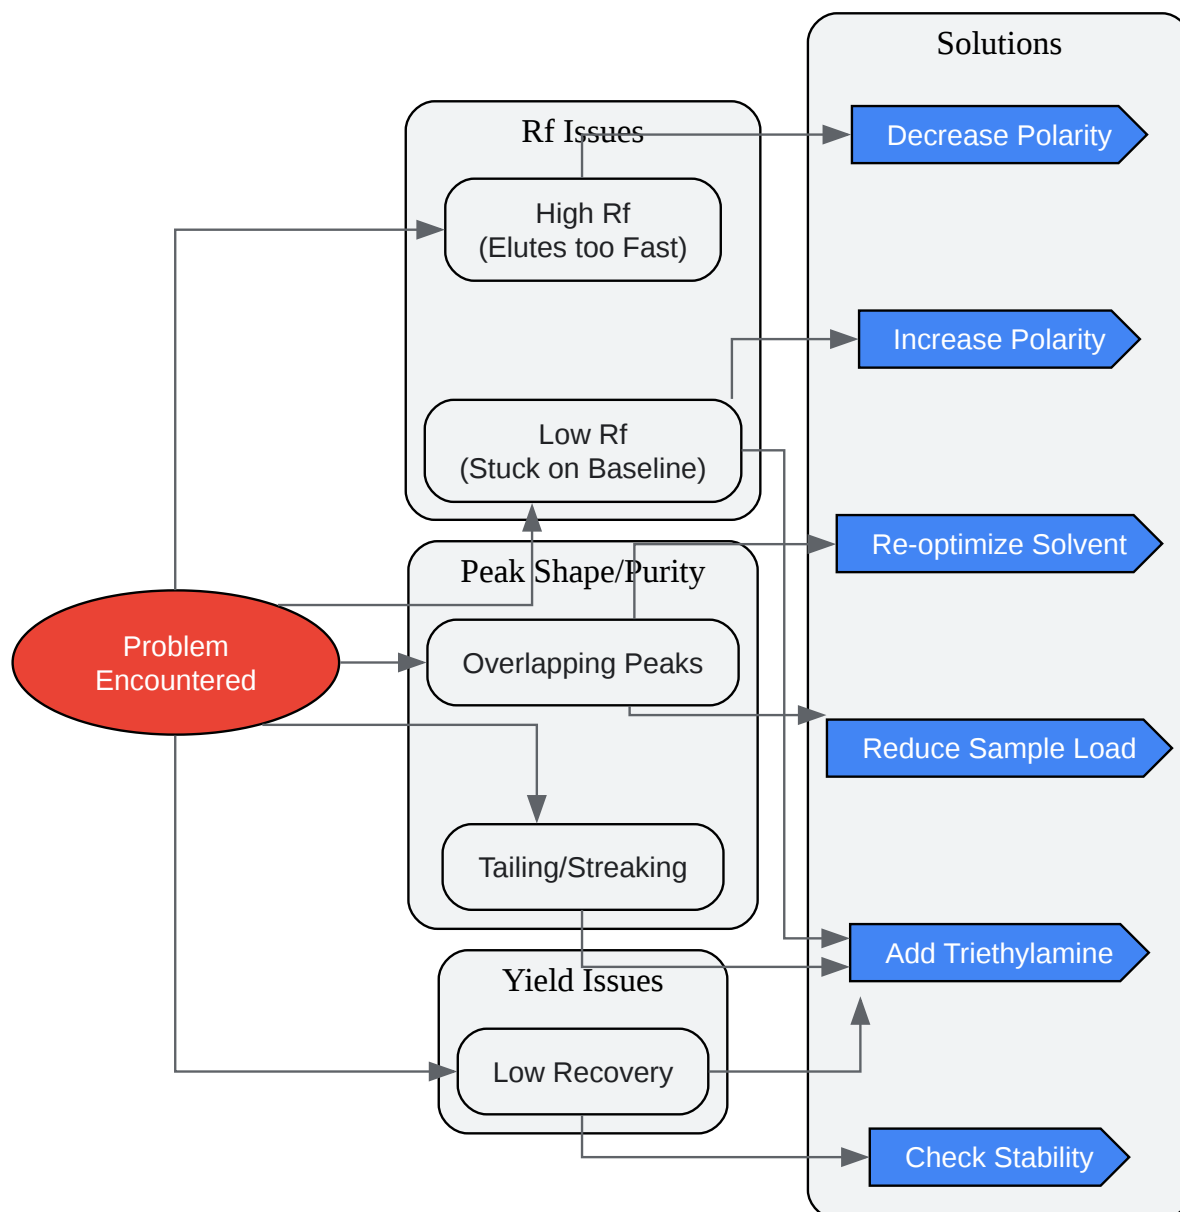 Solutions
Rf Issues
Decrease Polarity
High Rf
(Elutes too Fast)
Increase Polarity
Low Rf
(Stuck on Baseline)
Re-optimize Solvent
Peak Shape/Purity
Problem
Encountered
Overlapping Peaks
Reduce Sample Load
Tailing/Streaking
Add Triethylamine
Yield Issues
Low Recovery
Check Stability